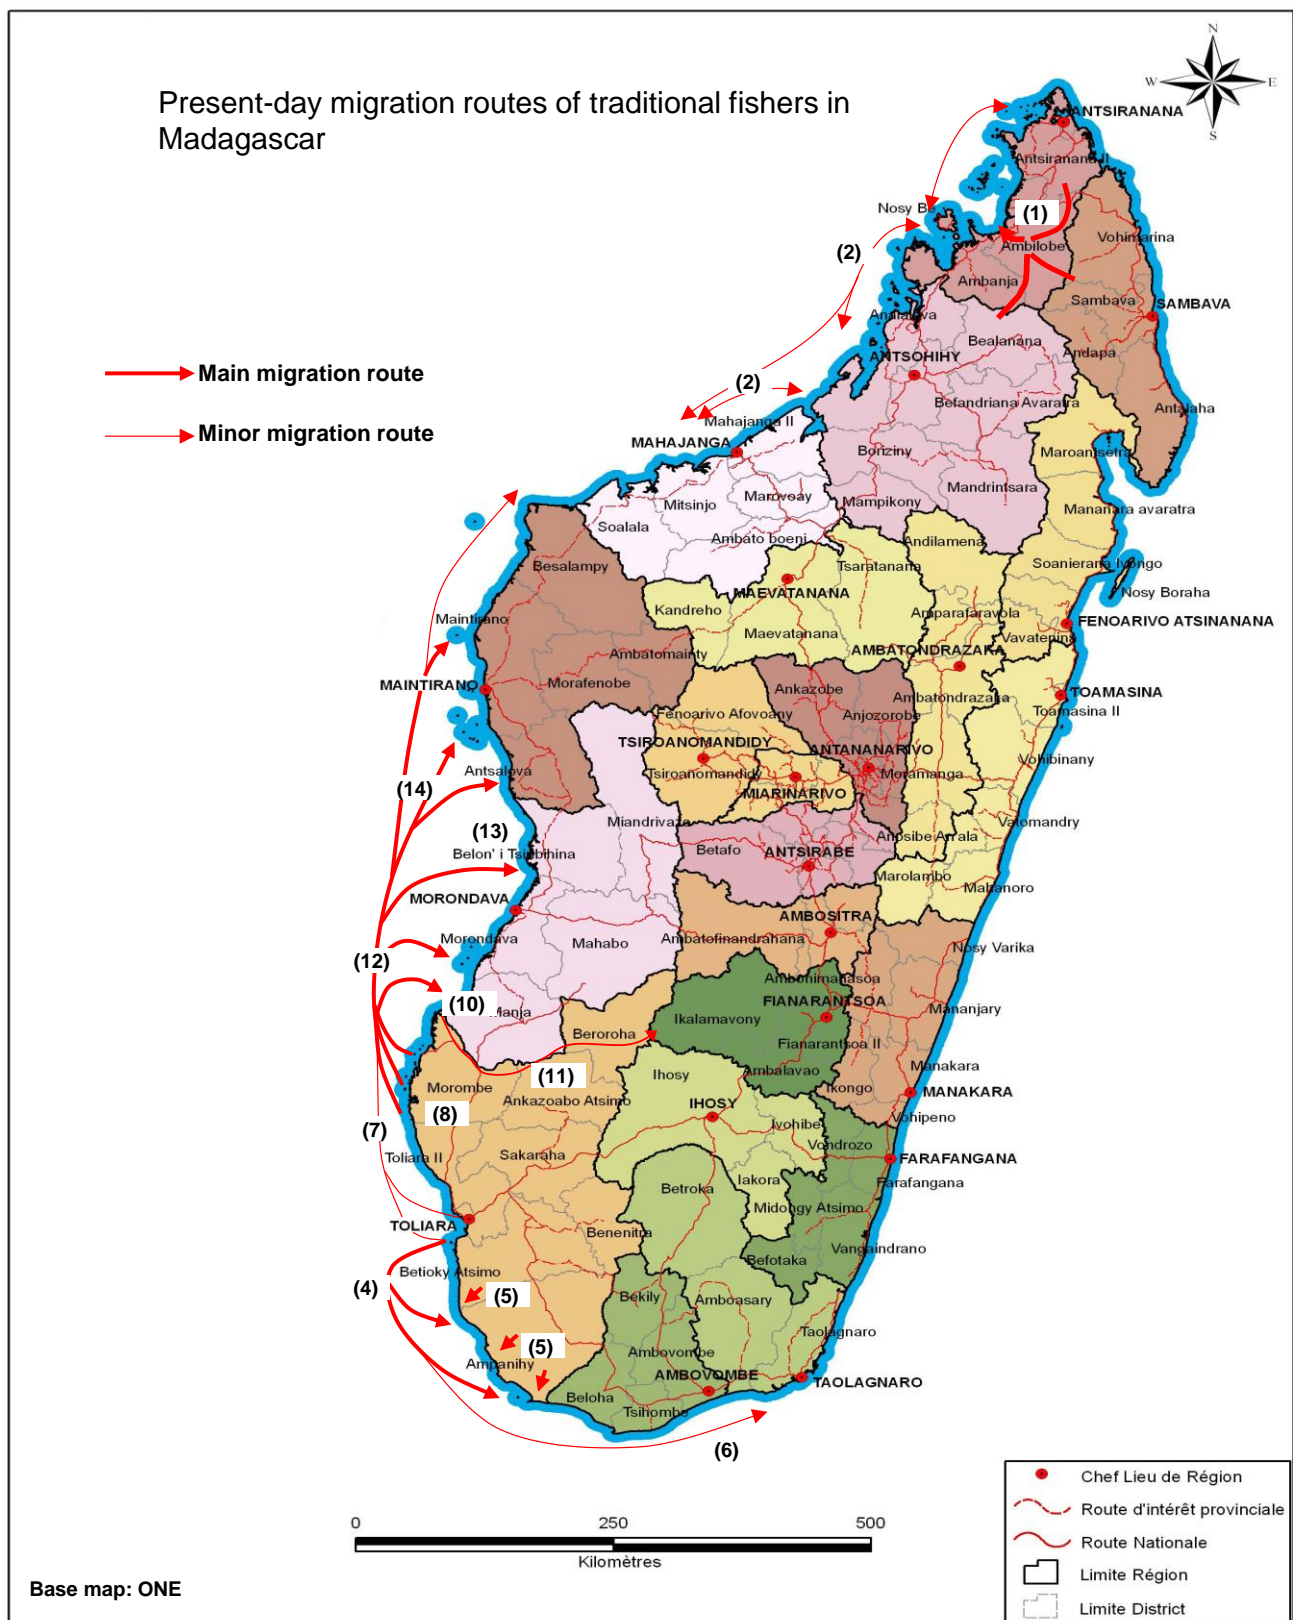 N
W
E
S
Present-day migration routes of traditional fishers in
Madagascar
ANTSIRANANA
Antsiranana II
Nosy Be
(1)
Vohimarina
Ambilobe
(2)
Ambanja
Sambava
SAMBAVA
Analalava
Bealanana
ANTSOHIHY
Andapa
Main migration route
(2)
Befandriana Avaratra
Antalaha
Mahajanga II
Minor migration route
MAHAJANGA
Boriziny
Maroantsetra
Mandritsara
Marovoay
Mitsinjo
Mampikony
Mananara avaratra
Soalala
Ambato boeni
Andilamena
Besalampy
Tsaratanana
Soanierana Ivongo
MAEVATANANA
Nosy Boraha
Kandreho
Amparafaravola
Maintirano
FENOARIVO ATSINANANA
Maevatanana
Vavatenina
Ambatomainty
AMBATONDRAZAKA
MAINTIRANO
Morafenobe
Ankazobe
Ambatondrazaka
TOAMASINA
Fenoarivo Afovoany
Anjozorobe
Toamasina II
TSIROANOMANDIDY
ANTANANARIVO
Vohibinany
Antsalova
Tsiroanomandidy
Moramanga
(14)
MIARINARIVO
Miandrivazo
Vatomandry
(13)
Anosibe An'ala
Belon' i Tsiribihina
Betafo
ANTSIRABE
Marolambo
Mahanoro
MORONDAVA
AMBOSITRA
Morondava
Mahabo
Ambatofinandrahana
Nosy Varika
(12)
Ambohimahasoa
(10)
FIANARANTSOA
Manja
Ikalamavony
Mananjary
Beroroha
Fianarantsoa II
(11)
Ihosy
Ambalavao
Manakara
Morombe
Ikongo
MANAKARA
(8)
Ankazoabo Atsimo
IHOSY
Vohipeno
(7)
Ivohibe
Vondrozo
Toliara II
Sakaraha
FARAFANGANA
Iakora
Farafangana
Betroka
Midongy Atsimo
TOLIARA
Benenitra
Vangaindrano
Befotaka
Betioky Atsimo
(4)
(5)
Bekily
Amboasary
Taolagnaro
(5)
Ambovombe
Ampanihy
AMBOVOMBE
TAOLAGNARO
Beloha
Tsihombe
(6)
Chef Lieu de Région
Route d'intérêt provinciale
Route Nationale
Limite Région
Limite District
0
250
500
Kilomètres
Base map: ONE